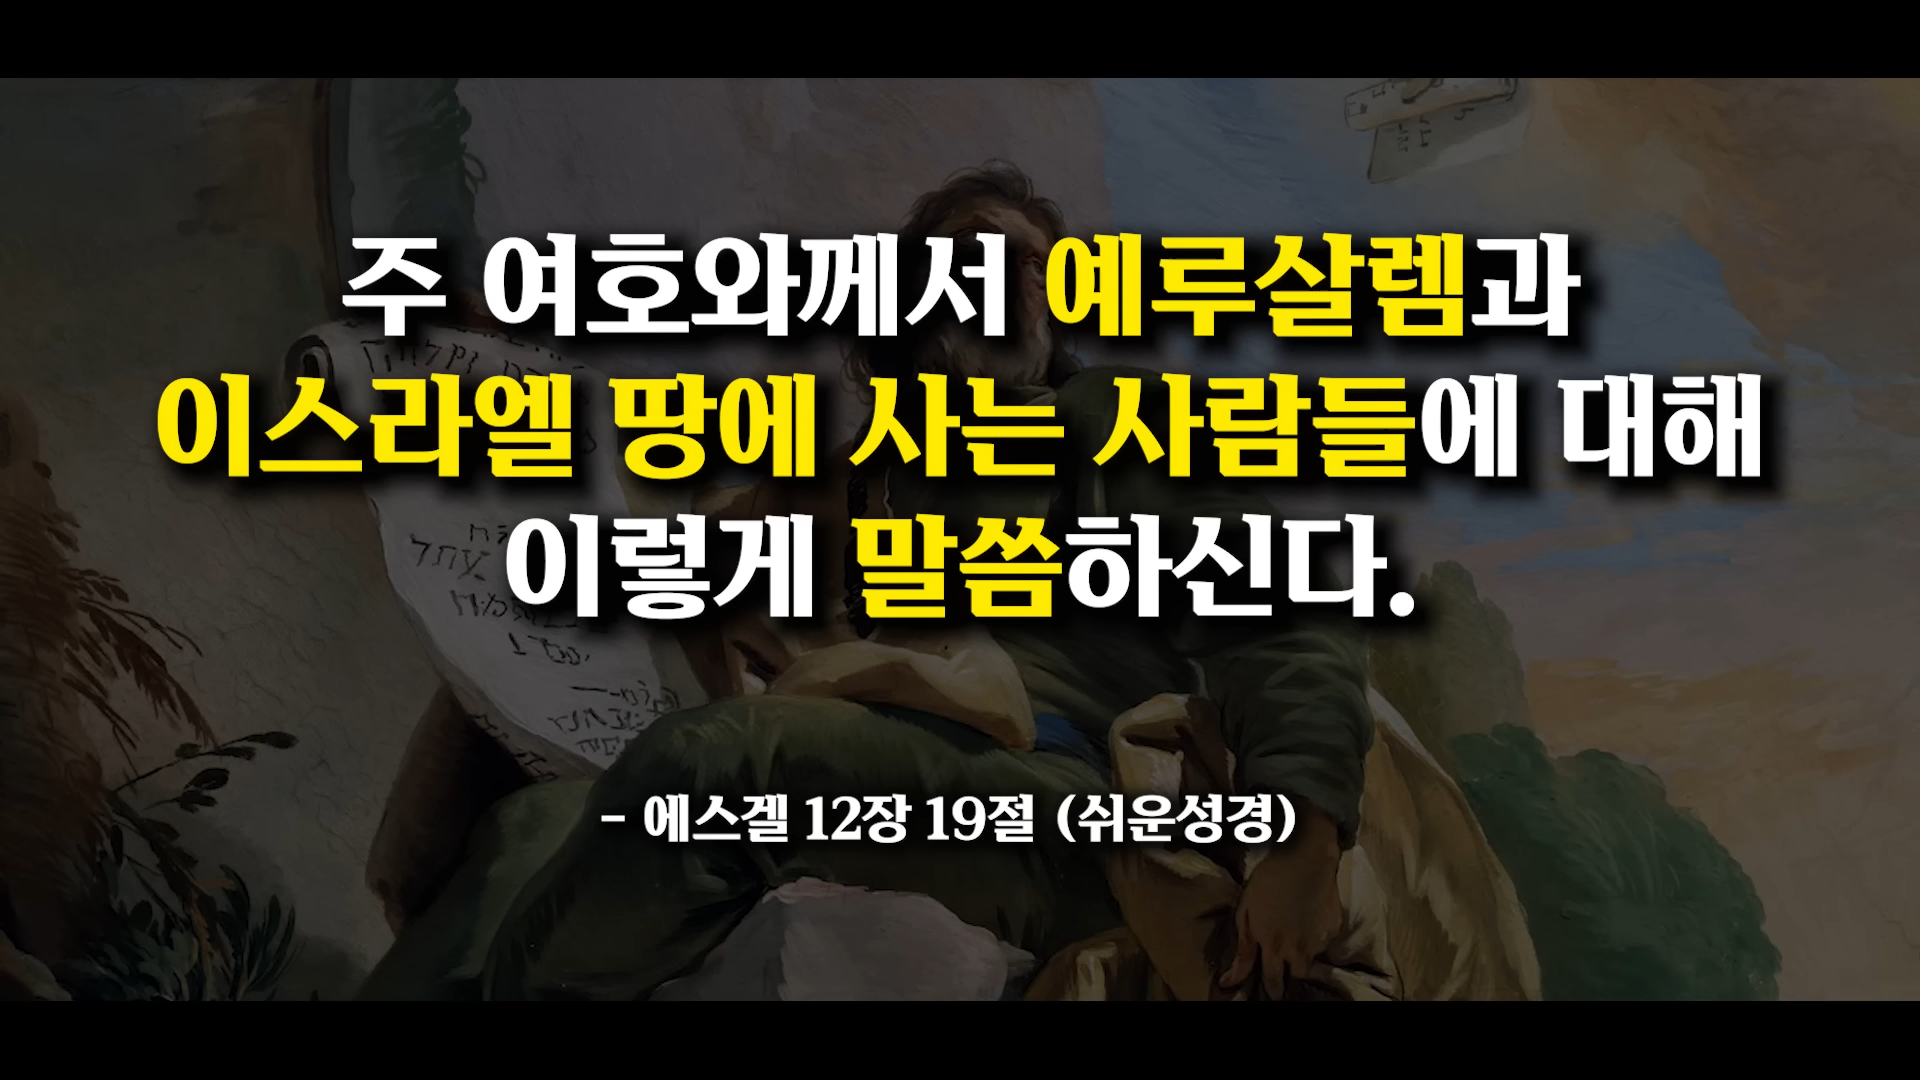 주 여호와께서 예루살렘과
이스라엘 땅에 사는 사람들에 대해
이렇게 말씀하신다.
- 에스겔 12장 19절 (쉬운성경)